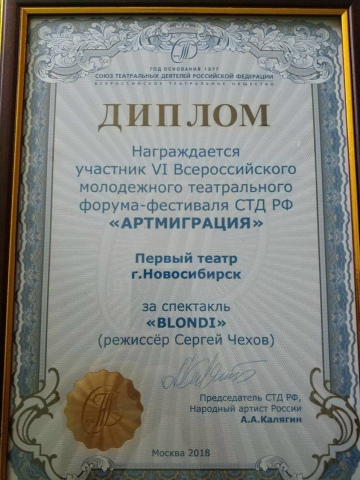 ГОД ОСНОВАНИЯ 1877
СОЮЗ ТЕАТРАЛЬНЫХ ДЕЯТЕЛЕЙ РОССИЙСКОЙ ФЕДЕРАЦИИ
ВСЕРОССИЙСКОЕ ТЕАТРАЛЬНОЕ ОБЩЕСТВО
ДИПЛОМ
Награждается
участник VI Всероссийского
молодежного театрального
форума-фестиваля СТД РФ
«АРТМИГРАЦИЯ»
Первый театр
г.Новосибирск
за спектакль
«BLONDI»
(режиссёр Сергей Чехов)
Председатель СТД РФ,
Народный артист России
А.А.Калягин
Москва 2018